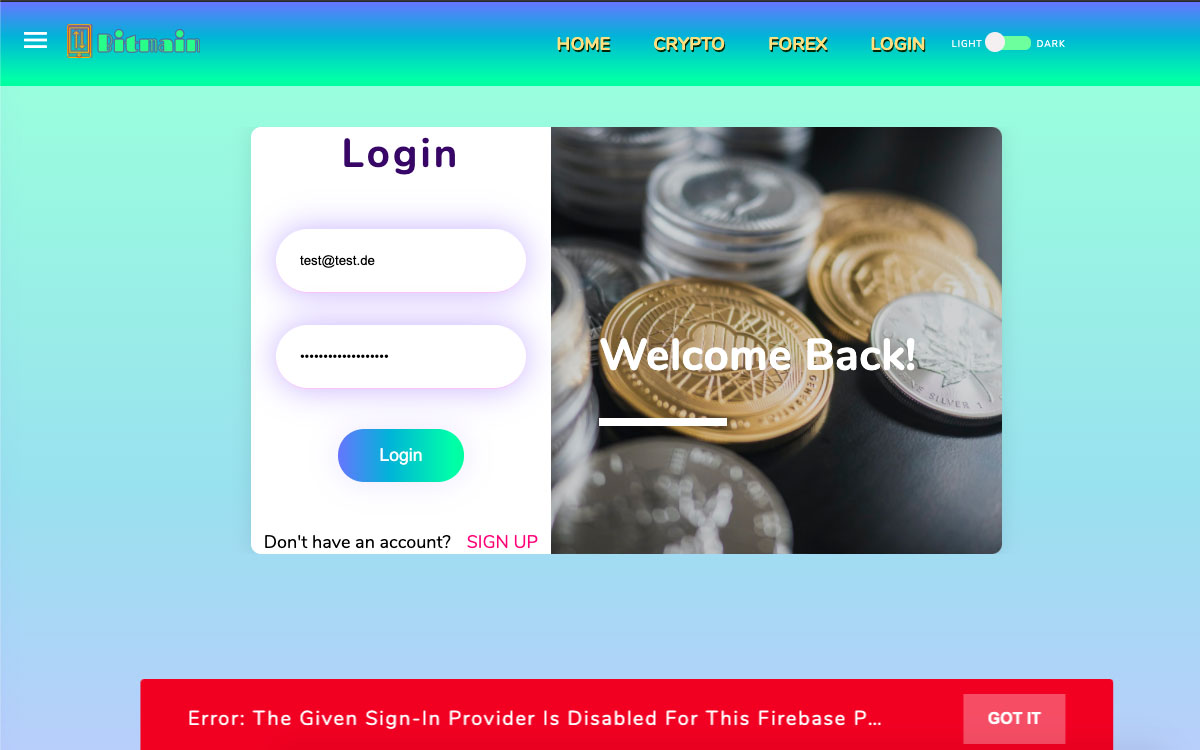 Bitmain
HOME CRYPTO FOREX LOGIN LIGHT DARK
Login
test@test.de
Welcome Back!
Login
Don't have an account? SIGN UP
Error: The Given Sign-In Provider Is Disabled For This Firebase P...
GOT IT